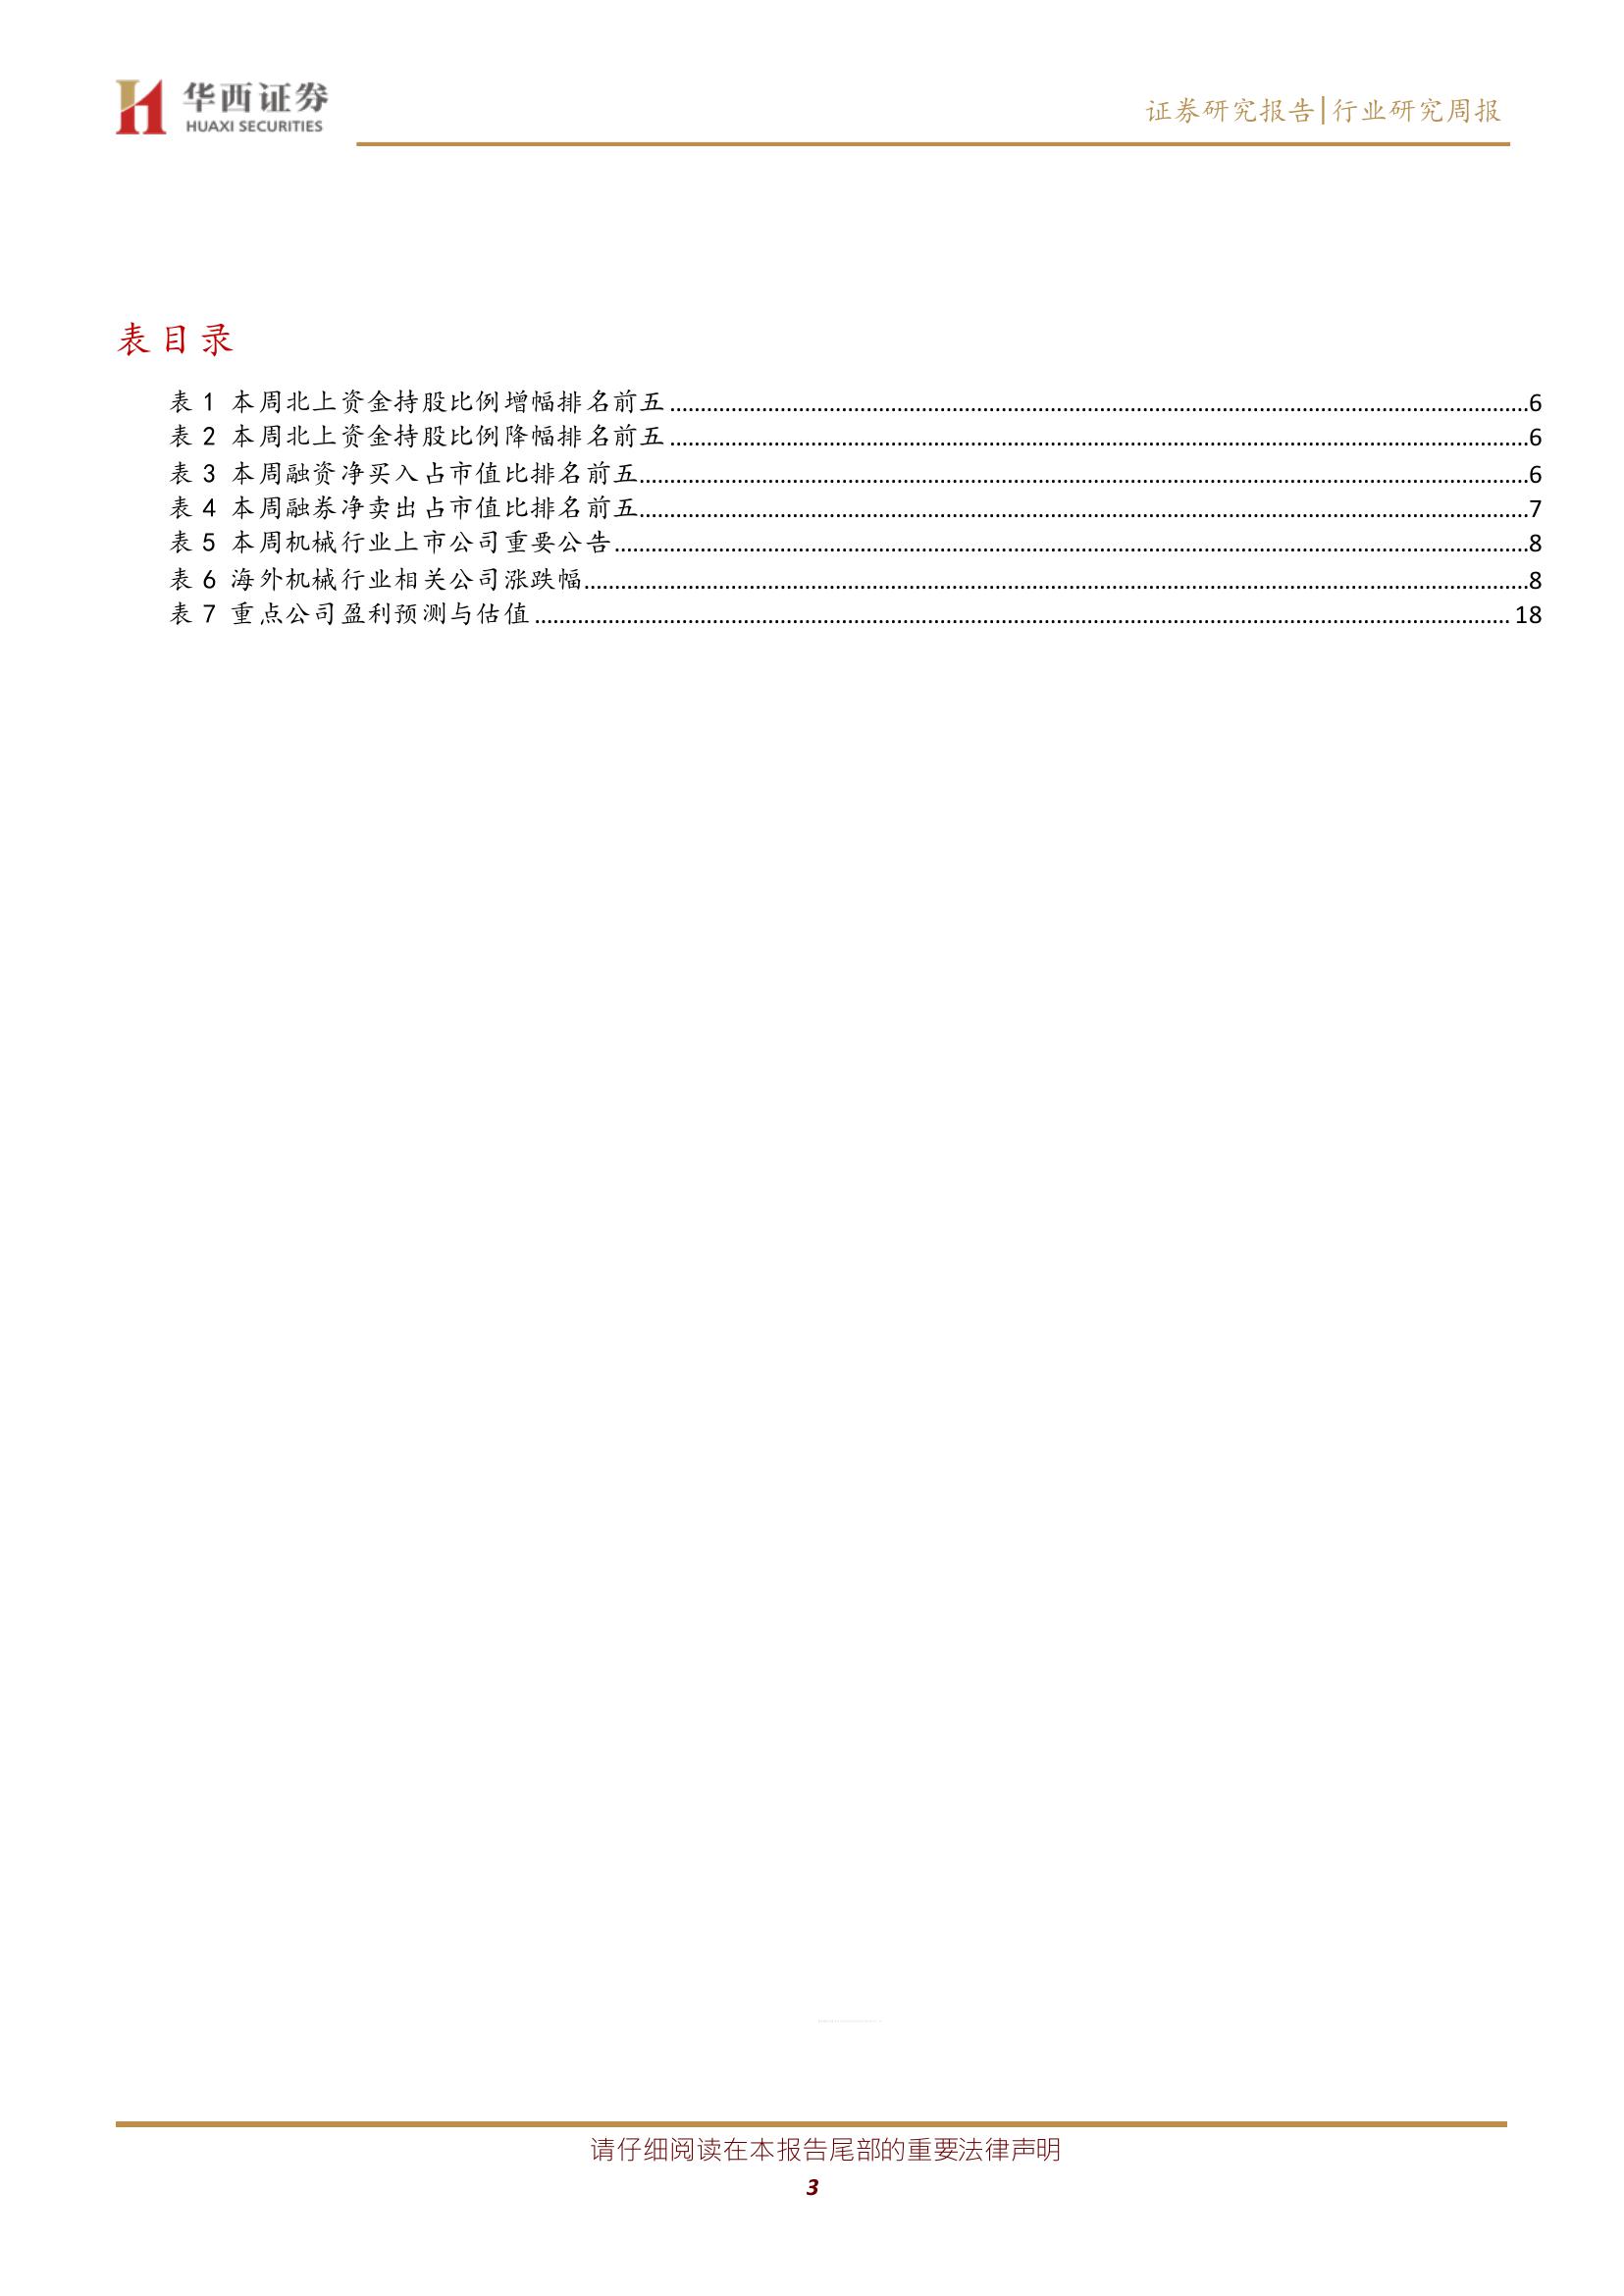 华西证券
HUAXI SECURITIES
证券研究报告|行业研究周报
表目录
表 1 本周北上资金持股比例增幅排名前五........6
表 2 本周北上资金持股比例降幅排名前五........6
表 3 本周融资净买入占市值比排名前五........6
表 4 本周融券净卖出占市值比排名前五........7
表 5 本周机械行业上市公司重要公告........8
表 6 海外机械行业相关公司涨跌幅........8
表 7 重点公司盈利预测与估值........18
请仔细阅读在本报告尾部的重要法律声明
3